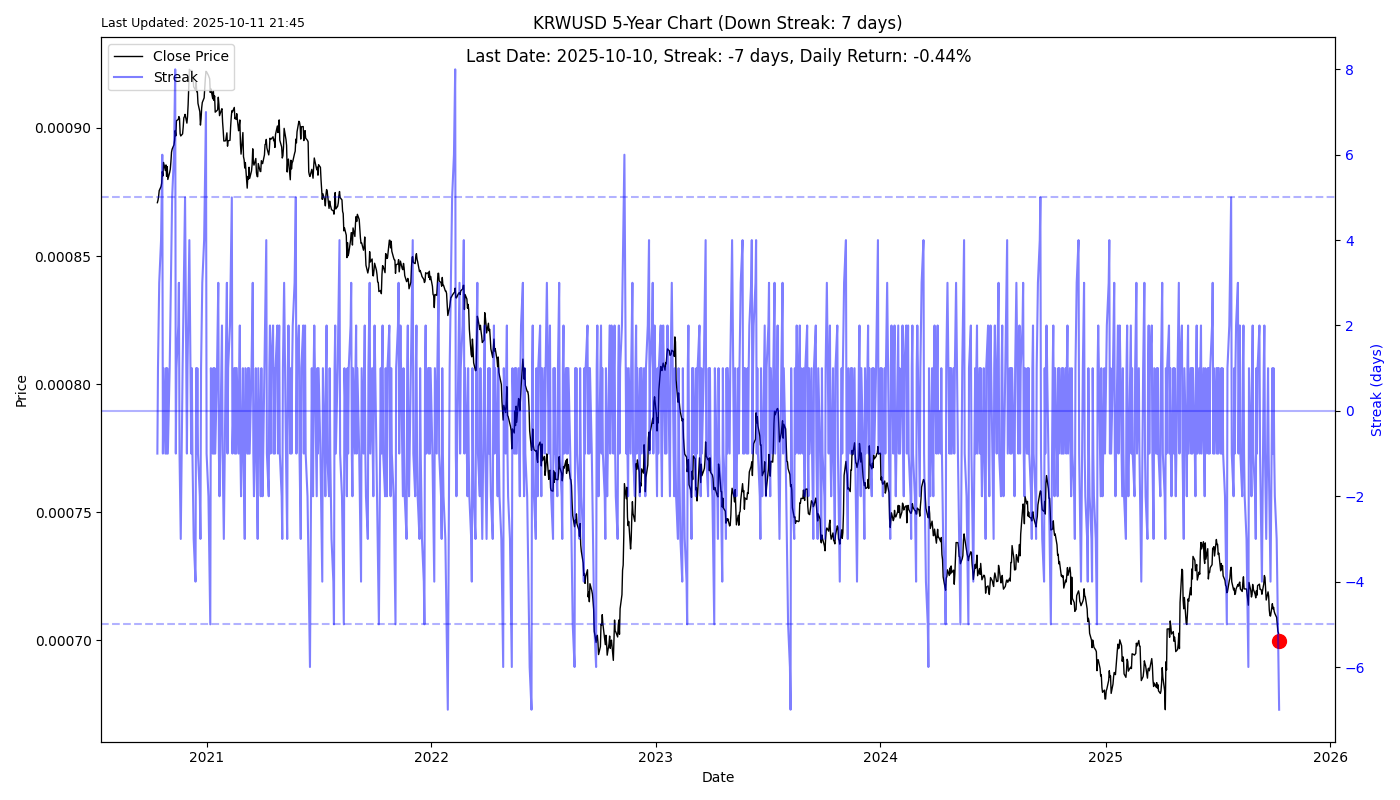 Last Updated: 2025-10-11 21:45
KRWUSD 5-Year Chart (Down Streak: 7 days)
Last Date: 2025-10-10, Streak: -7 days, Daily Return: -0.44%
Close Price
Streak
Price
0.00090
0.00085
0.00080
0.00075
0.00070
8
6
4
2
0
−2
−4
−6
Streak (days)
2021
2022
2023
2024
2025
2026
Date